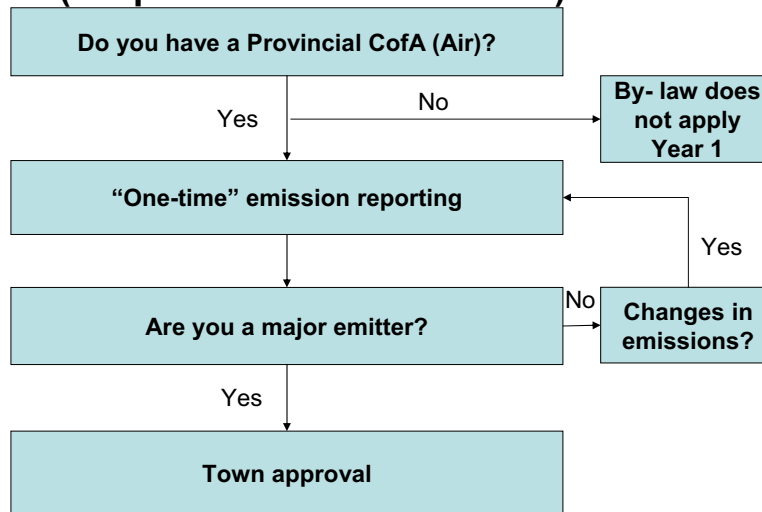 Do you have a Provincial CofA (Air)?
Yes
No
By- law does
not apply
Year 1
“One-time” emission reporting
Yes
Are you a major emitter?
No
Changes in
emissions?
Yes
Town approval